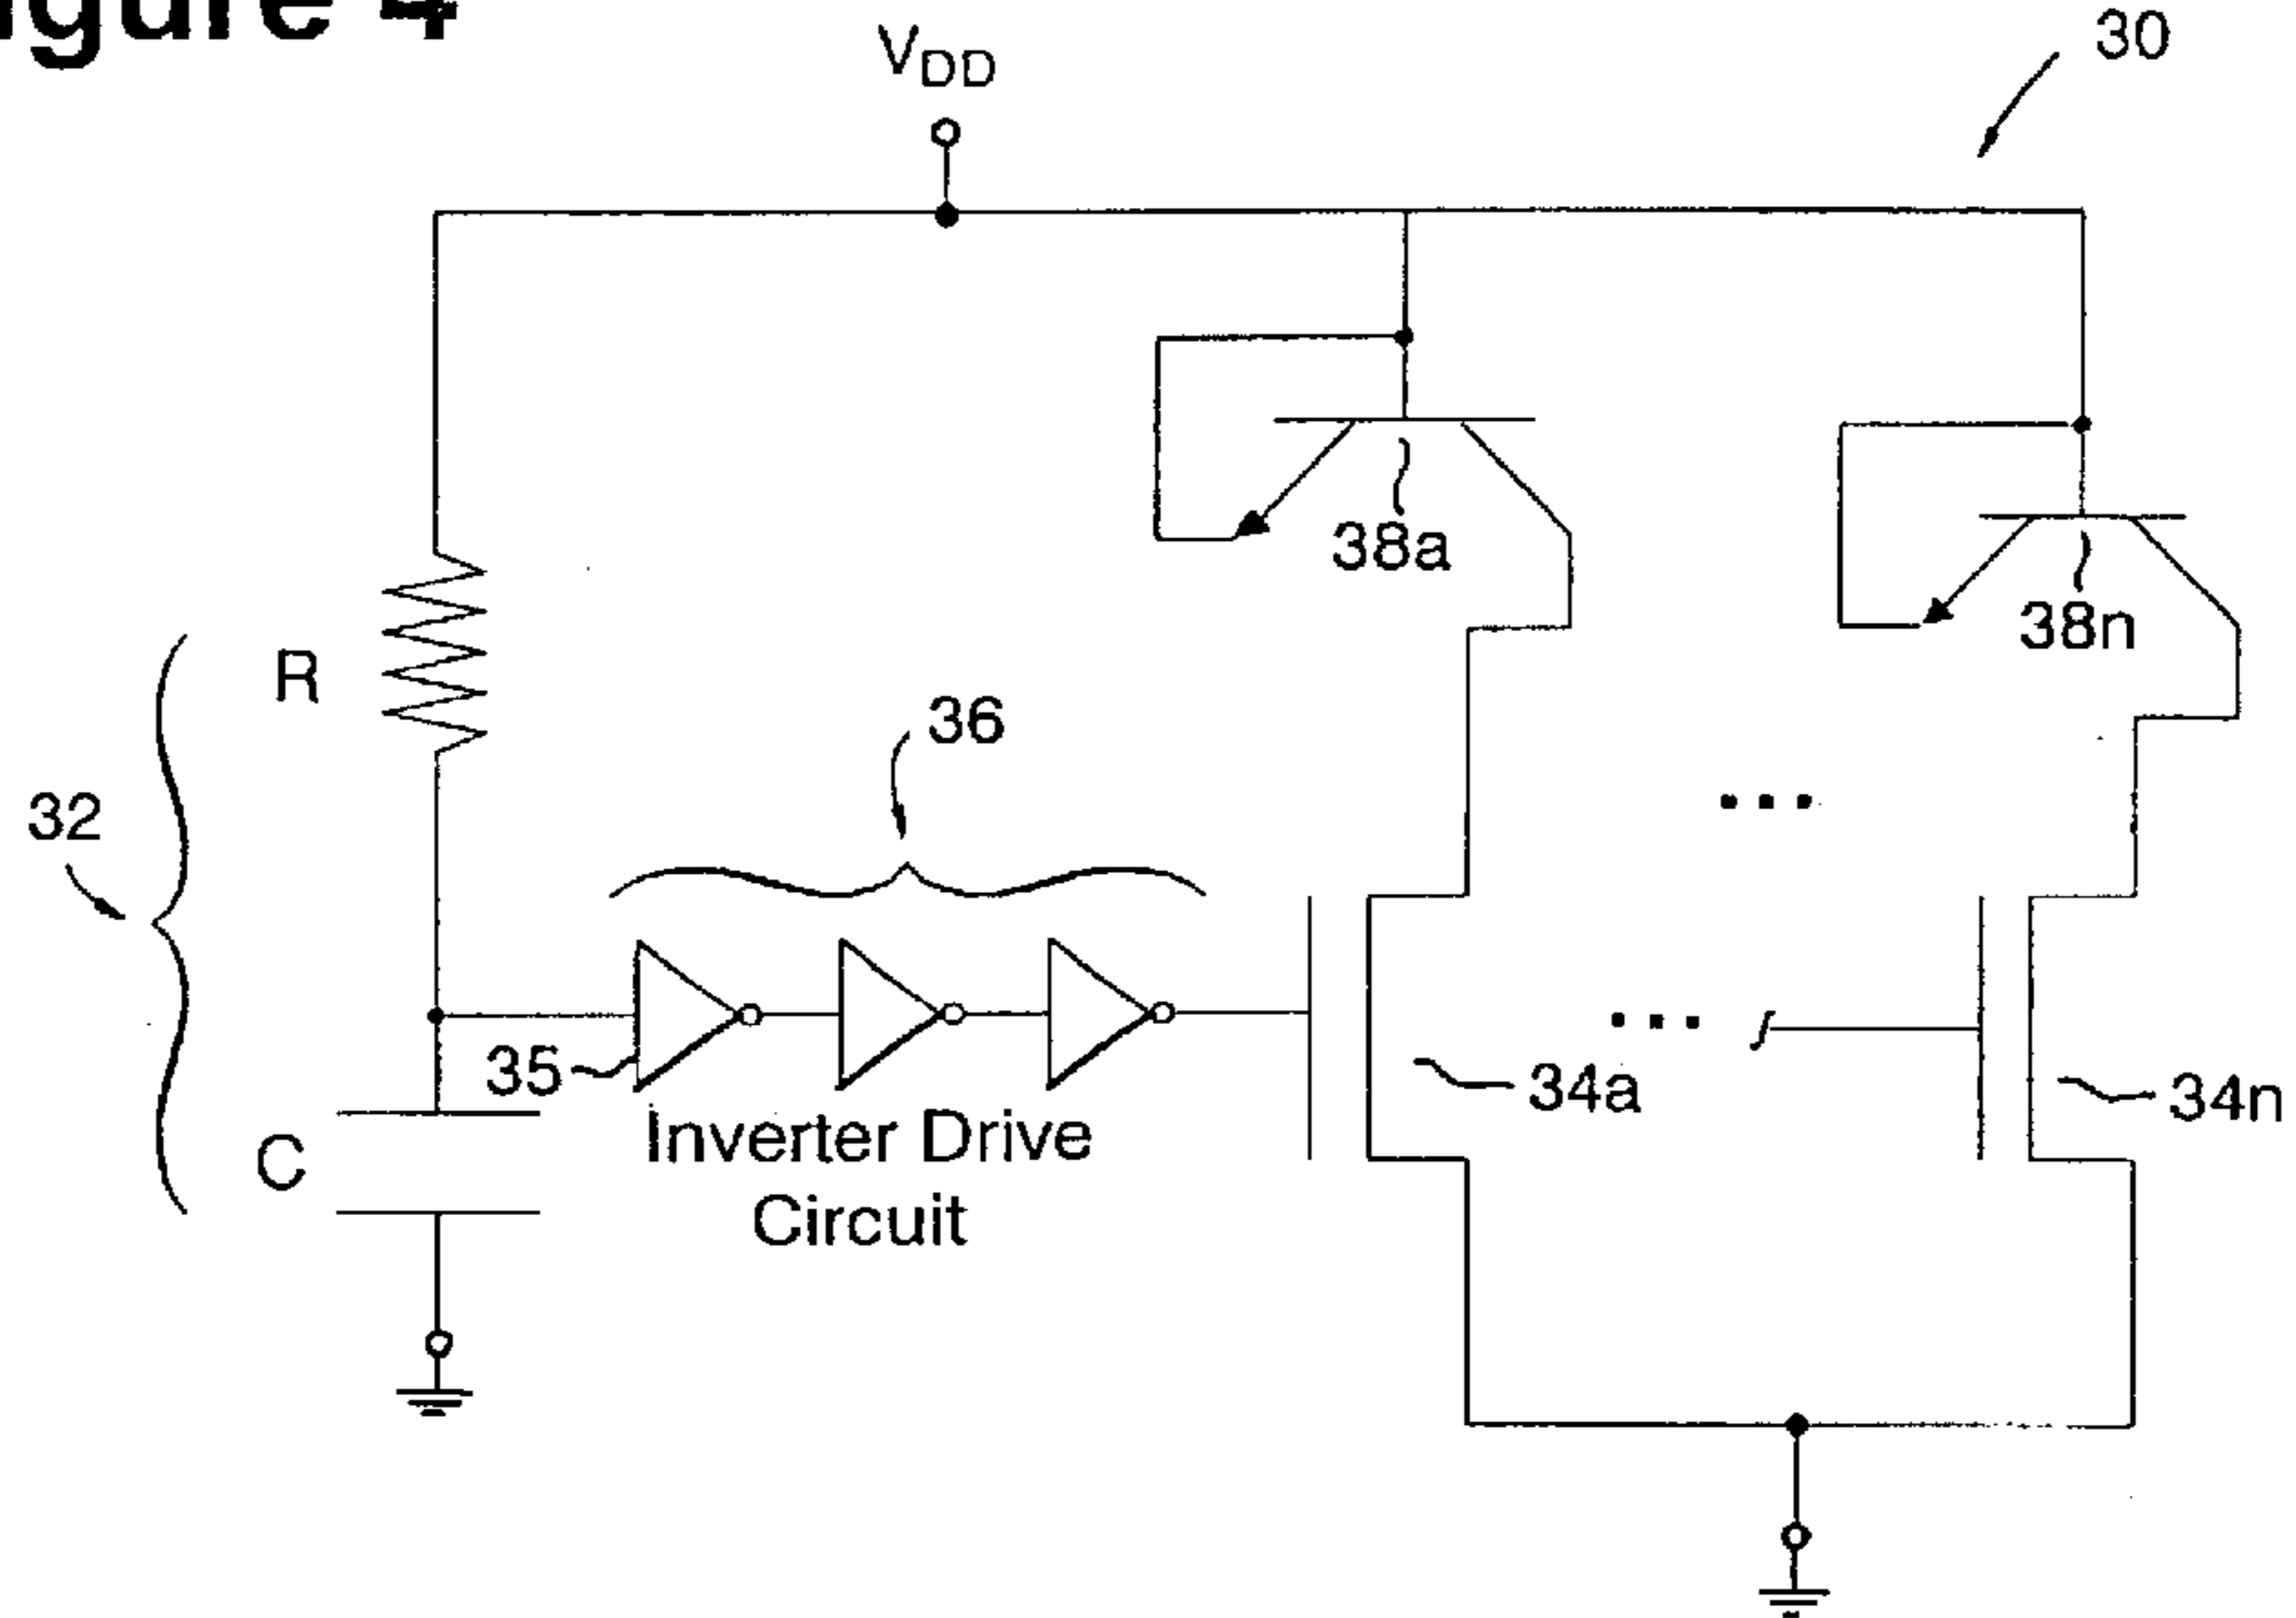 igure 4
VDD
30
38a
38n
R
36
32
35
34a
34n
Inverter Drive
Circuit
C